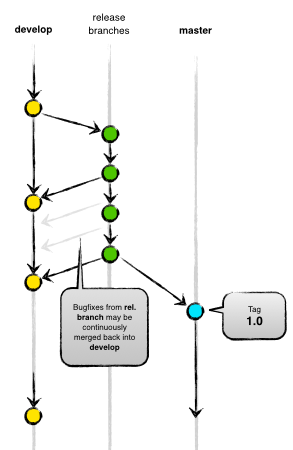 develop
release
branches
master
Bugfixes from rel.
branch may be
continuously
merged back into
develop
Tag
1.0